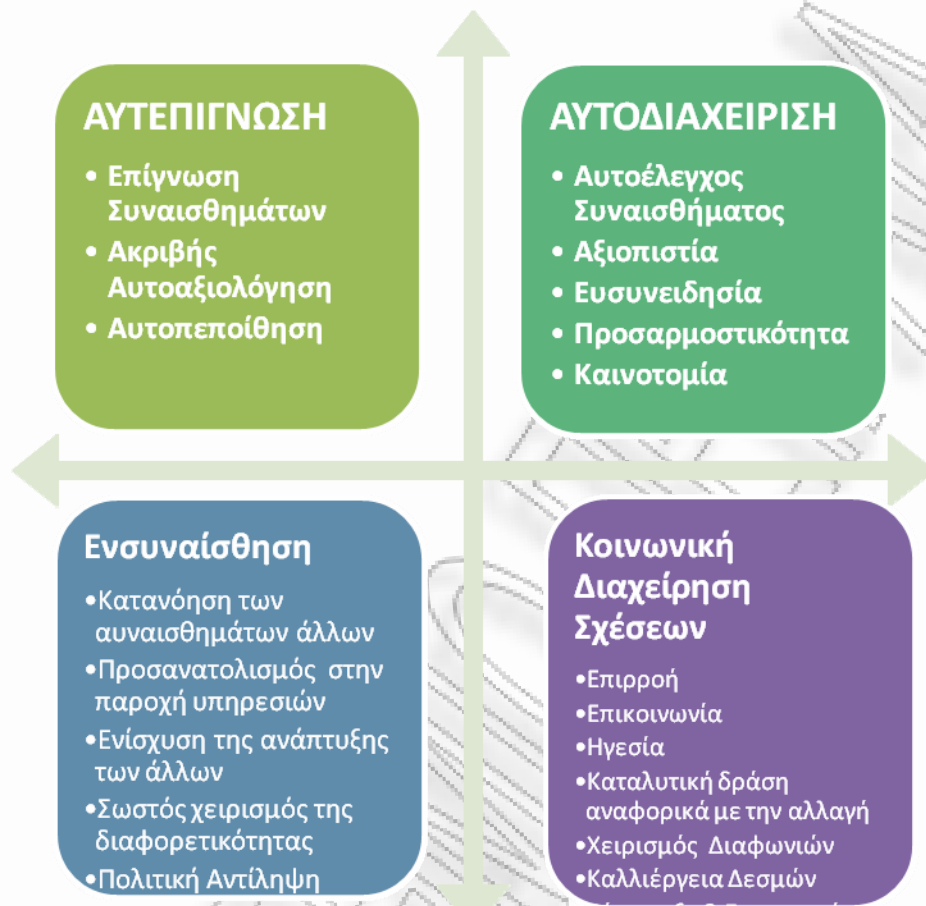 ΑΥΤΕΠΙΓΝΩΣΗ
• Επίγνωση
Συναισθημάτων
• Ακριβής
Αυτοαξιολόγηση
• Αυτοπεποίθηση
ΑΥΤΟΔΙΑΧΕΙΡΙΣΗ
• Αυτοέλεγχος
Συναισθήματος
• Αξιοπιστία
• Ευσυνειδησία
• Προσαρμοστικότητα
• Καινοτομία
Ενσυναίσθηση
•Κατανόηση των
αυναισθημάτων άλλων
•Προσανατολισμός στην
παροχή υπηρεσιών
•Ενίσχυση της ανάπτυξης
των άλλων
•Σωστός χειρισμός της
διαφορετικότητας
•Πολιτική Αντίληψη
Κοινωνική
Διαχείρηση
Σχέσεων
•Επιρροή
•Επικοινωνία
•Ηγεσία
•Καταλυτική δράση
αναφορικά με την αλλαγή
•Χειρισμός Διαφωνιών
•Καλλιέργεια Δεσμών